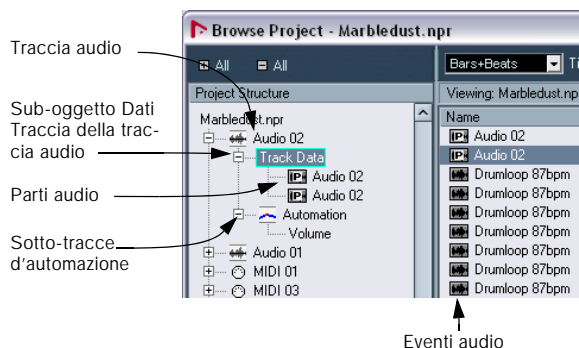 Browse Project - Marbledust.npr
Traccia audio
All
All
Bars+Beats
Project Structure
Viewing: Marbledust.np
Sub-oggetto Dati
Traccia della trac-
cia audio
Marbledust.npr
Name
Audio 02
Audio 02
Track Data
Audio 02
Audio 02
Drumloop 87bpm
Parti audio
Audio 02
Drumloop 87bpm
Automation
Drumloop 87bpm
Sotto-tracce
d'automazione
Volume
Drumloop 87bpm
Audio 01
Drumloop 87bpm
MIDI 01
Drumloop 87bpm
MIDI 03
Drumloop 87bpm
Eventi audio